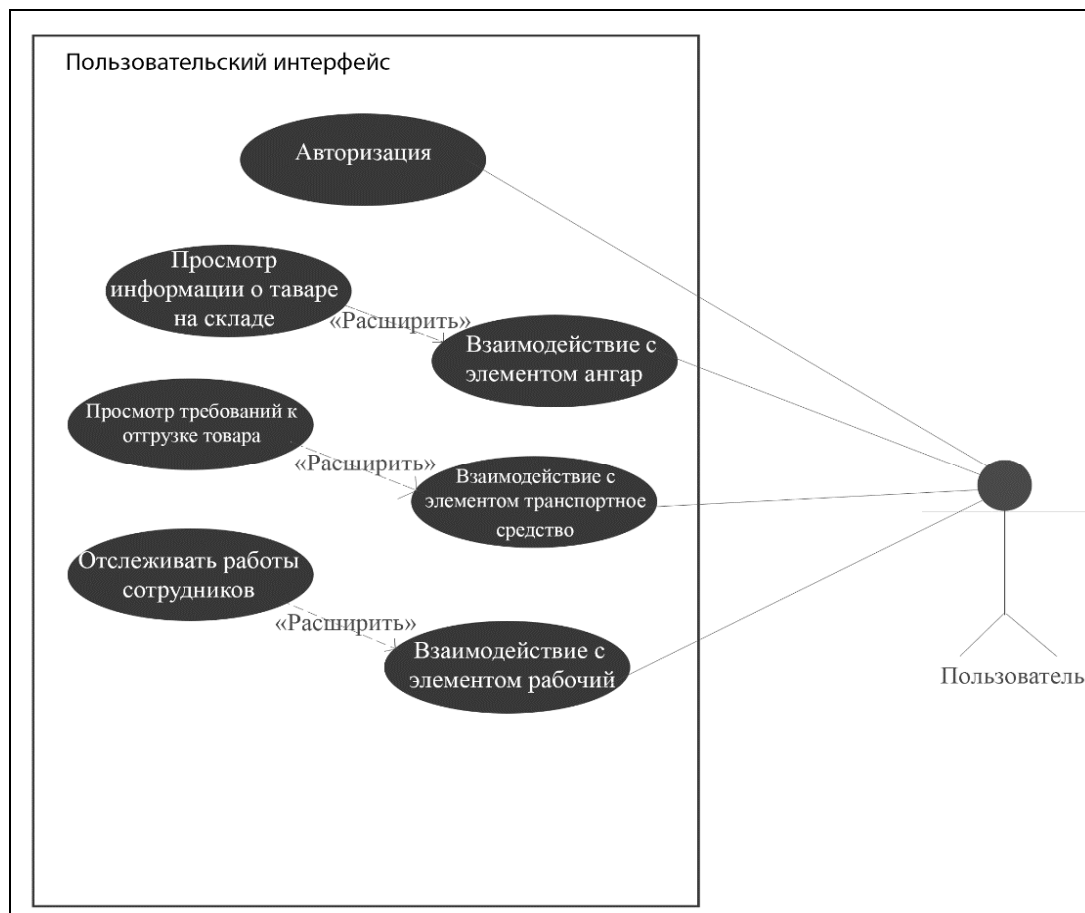 Пользовательский интерфейс
Авторизация
Просмотр
информации о таваре
на складе
«Расширить»
Взаимодействие с
элементом ангар
Просмотр требований к
отгрузке товара
«Расширить»
Взаимодействие с
элементом транспортное
средство
Отслеживать работы
сотрудников
«Расширить»
Взаимодействие с
элементом рабочий
Пользователь